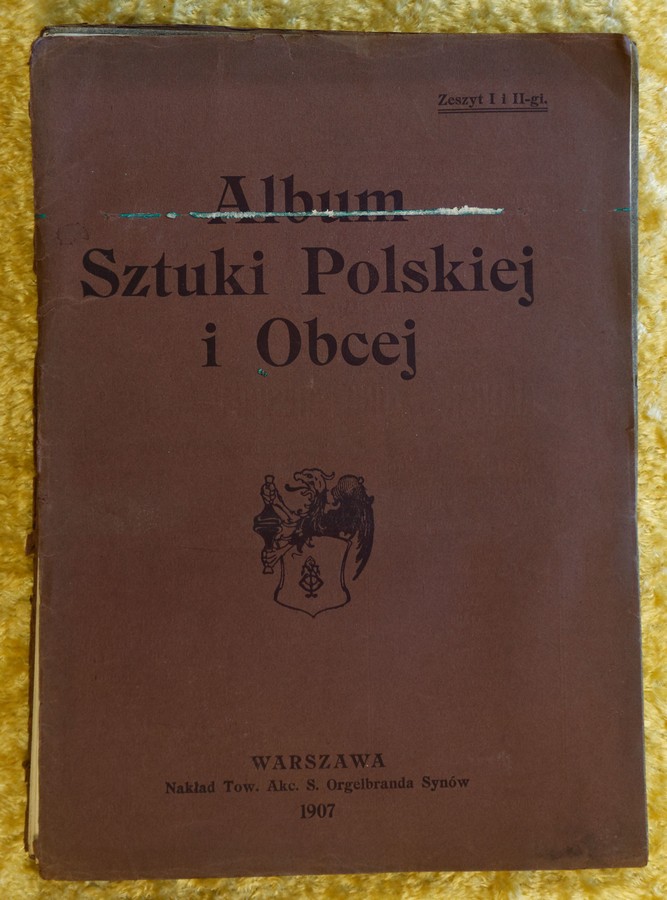 Zeszyt I i II-gi.
Album
Sztuki Polskiej
i Obcej
WARSZAWA
Nakład Tow. Akc. S. Orgelbranda Synów
1907